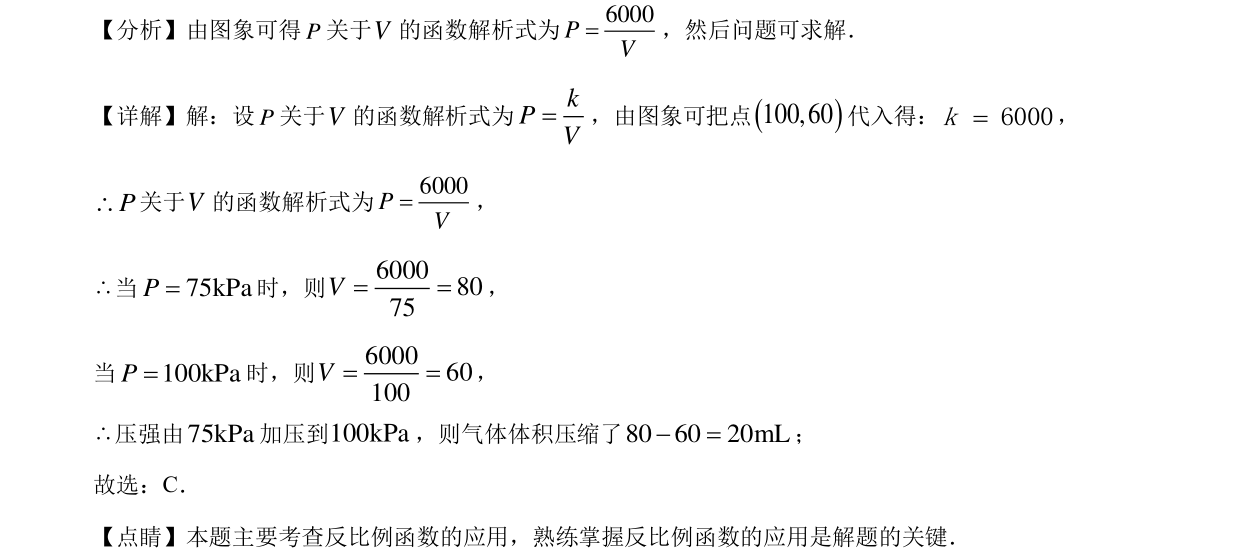 【分析】由图象可得 P 关于 V 的函数解析式为 P = 6000/V ，然后问题可求解．
【详解】解：设 P 关于 V 的函数解析式为 P = k/V ，由图象可把点(100,60)代入得：k = 6000，
∴P 关于 V 的函数解析式为 P = 6000/V ，
∴当 P = 75kPa 时，则 V = 6000/75 = 80，
当 P = 100kPa 时，则 V = 6000/100 = 60，
∴压强由 75kPa 加压到100kPa ，则气体体积压缩了 80 − 60 = 20mL；
故选：C．
【点睛】本题主要考查反比例函数的应用，熟练掌握反比例函数的应用是解题的关键．